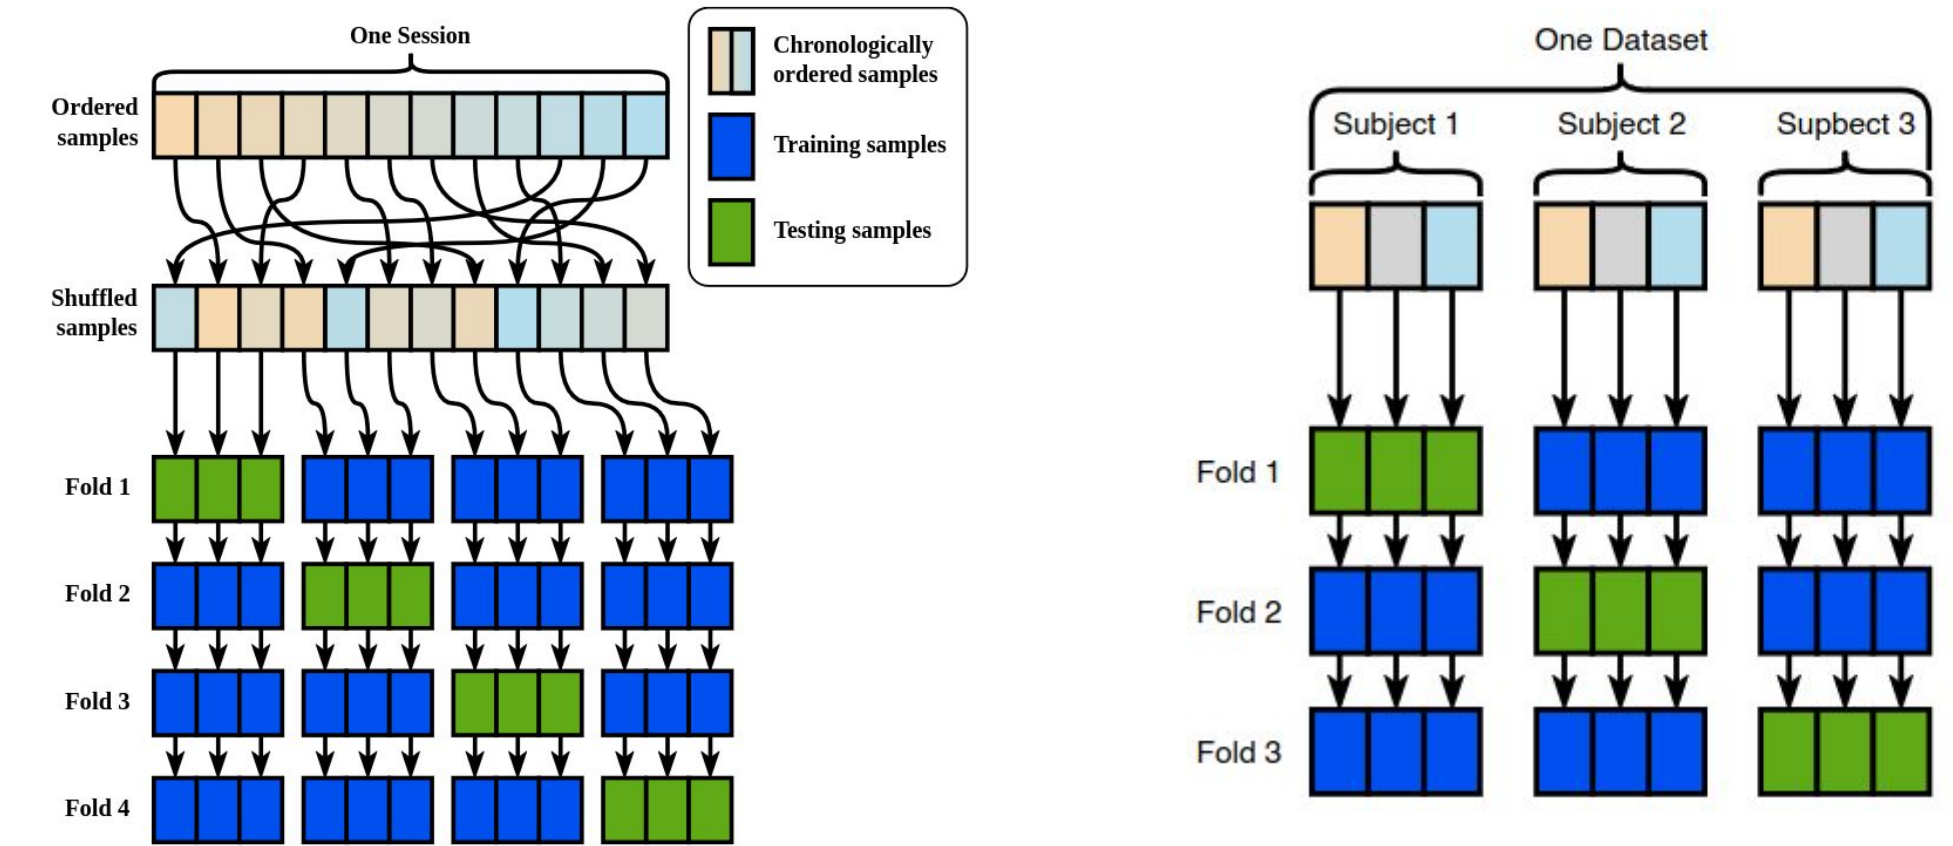 One Session
Ordered
samples
Shuffled
samples
Fold 1
Fold 2
Fold 3
Fold 4
Chronologically
ordered samples
Training samples
Testing samples
One Dataset
Subject 1
Subject 2
Supbect 3
Fold 1
Fold 2
Fold 3